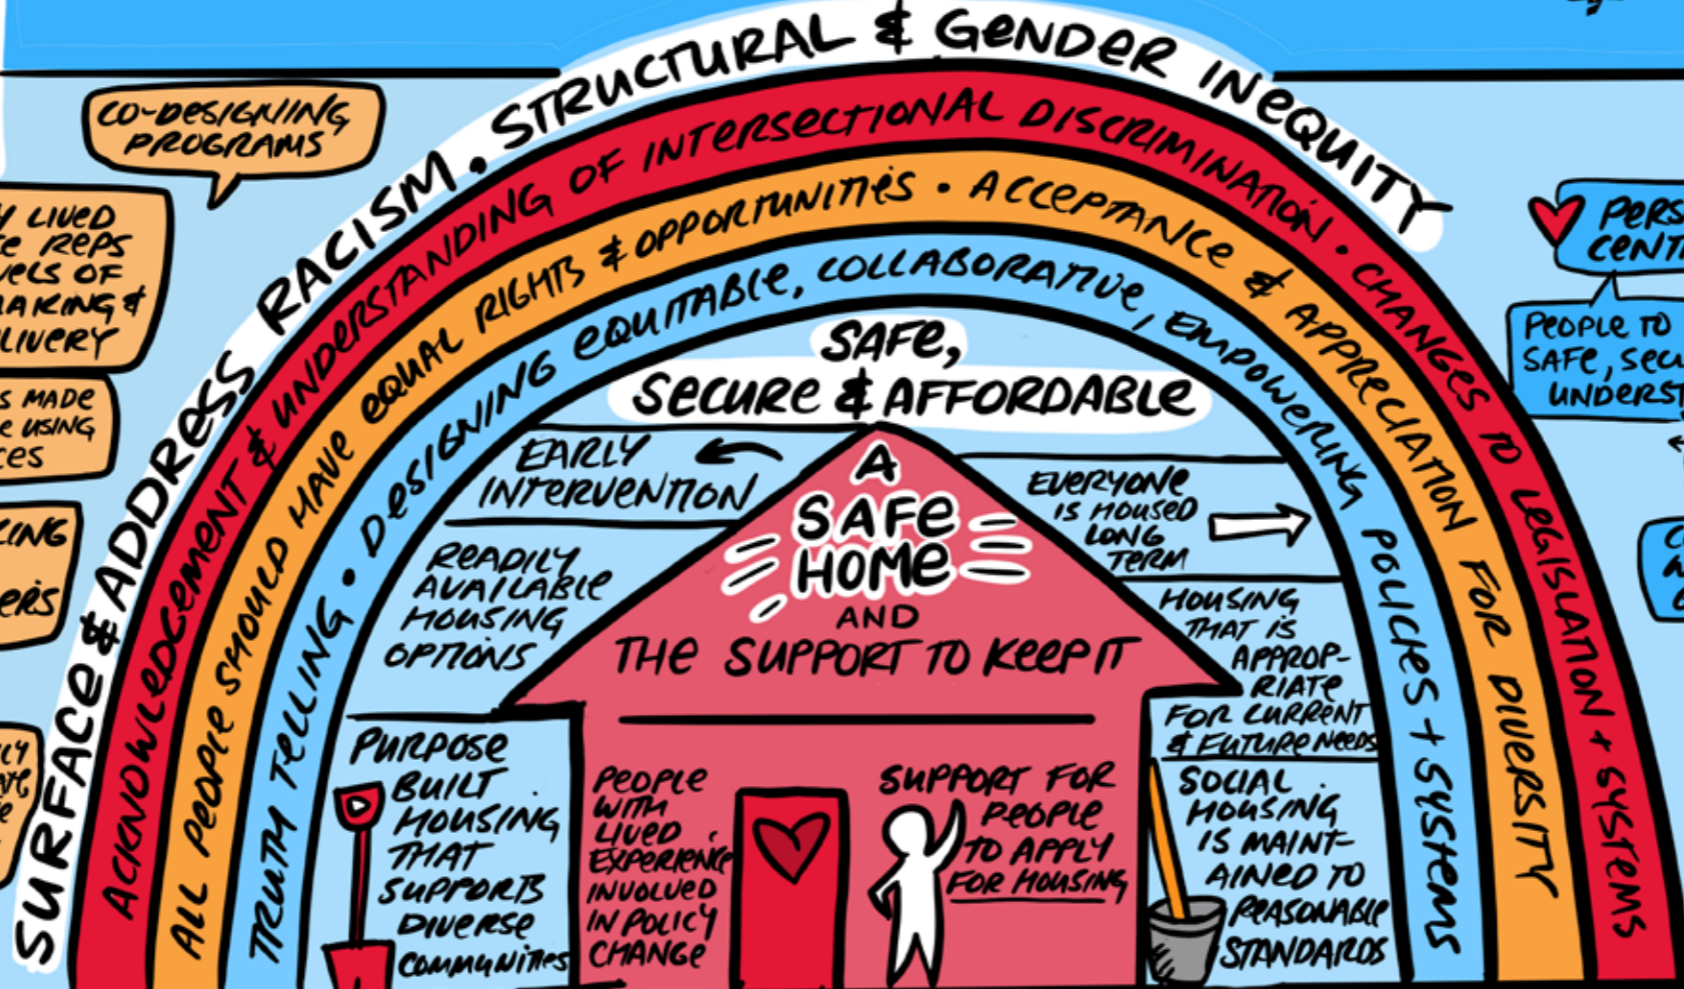 SURFACE & ADDRESS RACISM, STRUCTURAL & GENDER INEQUITY
ACKNOWLEDGEMENT & UNDERSTANDING OF INTERSECTIONAL DISCRIMINATION • CHANGES TO LEGISLATION + SYSTEMS
ALL PEOPLE SHOULD HAVE EQUAL RIGHTS & OPPORTUNITIES • ACCEPTANCE & APPRECIATION FOR DIVERSITY
TRUTH TELLING • DESIGNING EQUITABLE, COLLABORATIVE, EMPOWERING POLICIES + SYSTEMS
CO-DESIGNING
PROGRAMS
LIVED
REPS
OF
&
MADE
USING
SAFE,
SECURE & AFFORDABLE
EARLY
INTERVENTION
READILY
AVAILABLE
HOUSING
OPTIONS
PURPOSE
BUILT
HOUSING
THAT
SUPPORTS
DIVERSE
COMMUNITIES
A
SAFE
HOME
AND
THE SUPPORT TO KEEP IT
PEOPLE
WITH
LIVED
EXPERIENCE
INVOLVED
IN POLICY
CHANGE
SUPPORT FOR
PEOPLE
TO APPLY
FOR HOUSING
EVERYONE
IS HOUSED
LONG
TERM
HOUSING
THAT IS
APPROP-
RIATE
FOR CURRENT
& FUTURE NEEDS
SOCIAL
HOUSING
IS MAINT-
AINED TO
REASONABLE
STANDARDS
PEOPLE TO
SAFE,